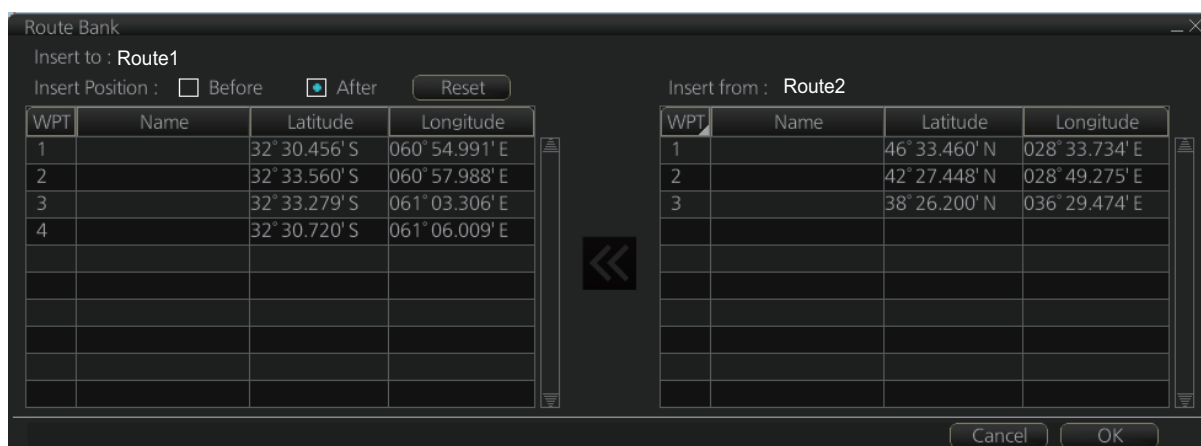 Route Bank
Insert to : Route1
Insert Position : Before After Reset Insert from : Route2
WPT Name Latitude Longitude WPT Name Latitude Longitude
1 32° 30.456' S 060° 54.991' E 1 46° 33.460' N 028° 33.734' E
2 32° 33.560' S 060° 57.988' E 2 42° 27.448' N 028° 49.275' E
3 32° 33.279' S 061° 03.306' E 3 38° 26.200' N 036° 29.474' E
4 32° 30.720' S 061° 06.009' E
Cancel OK